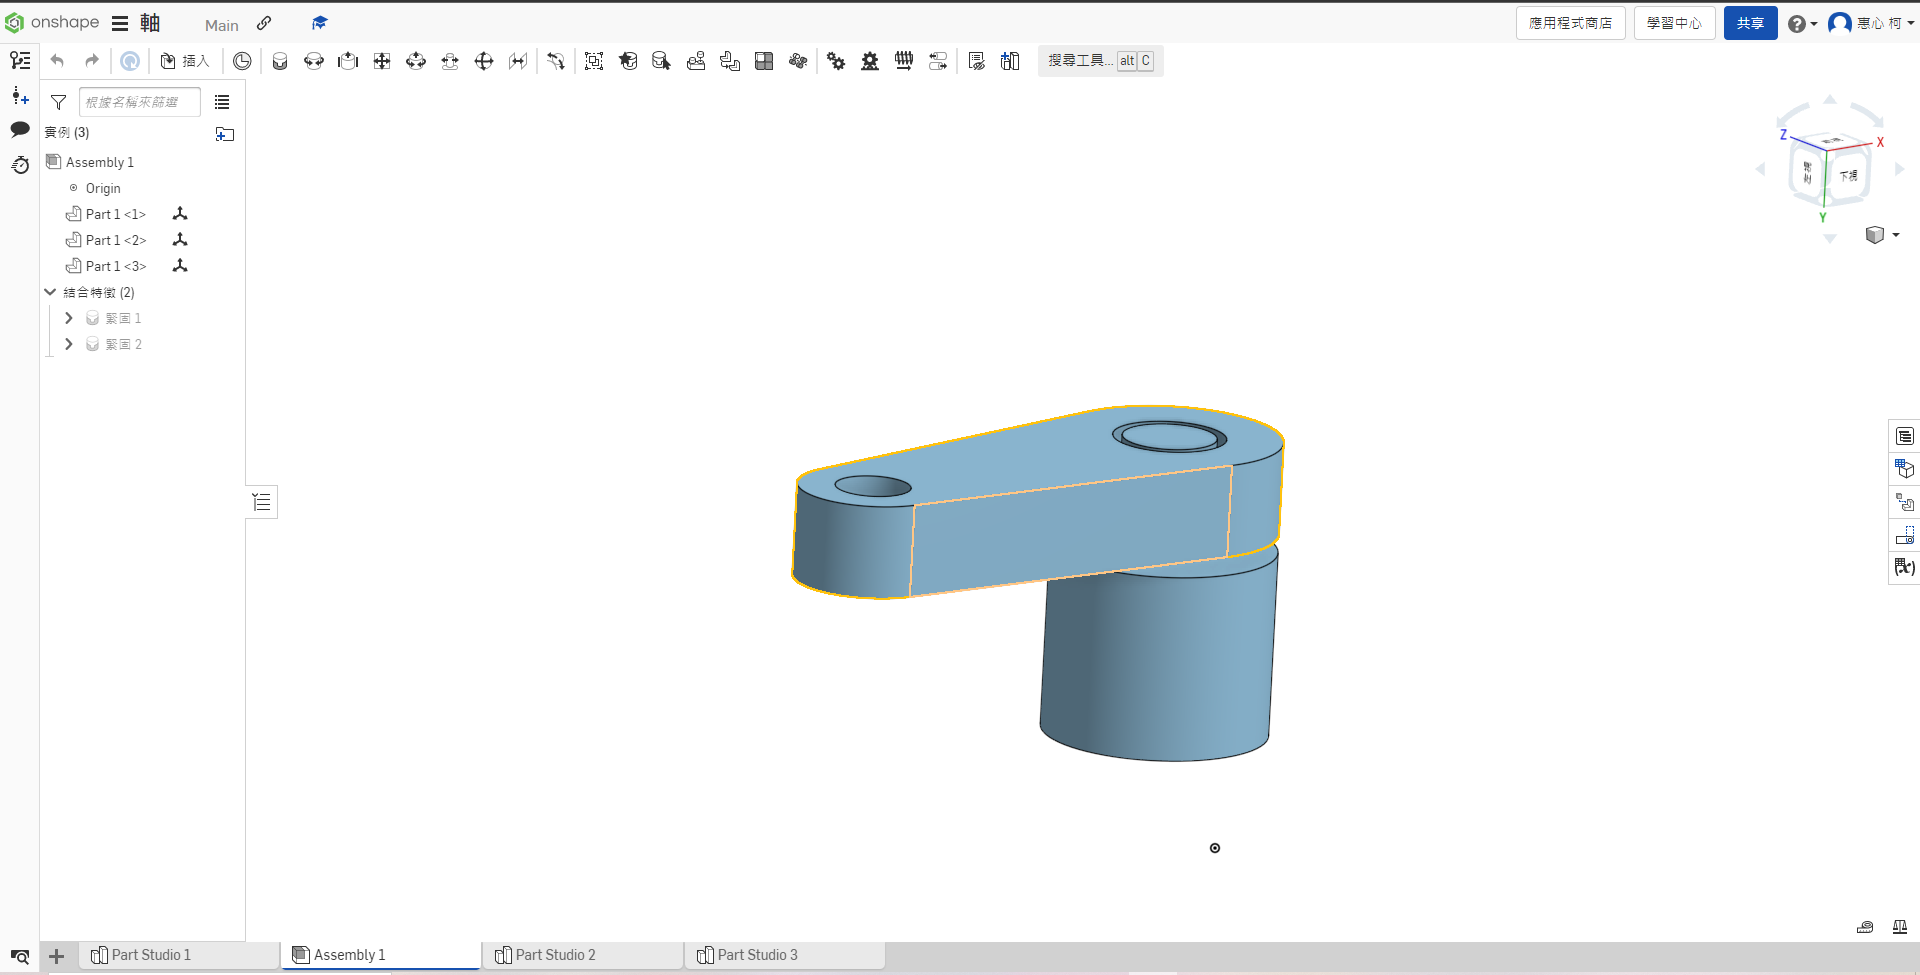 onshape 軸 Main 應用程式商店 學習中心 共享 惠心 柯
插入 搜尋工具... alt C
根據名稱來篩選
實例 (3)
Assembly 1
Origin
Part 1 <1>
Part 1 <2>
Part 1 <3>
結合特徵 (2)
緊固 1
緊固 2
Z X
下視
Y
Part Studio 1 Assembly 1 Part Studio 2 Part Studio 3